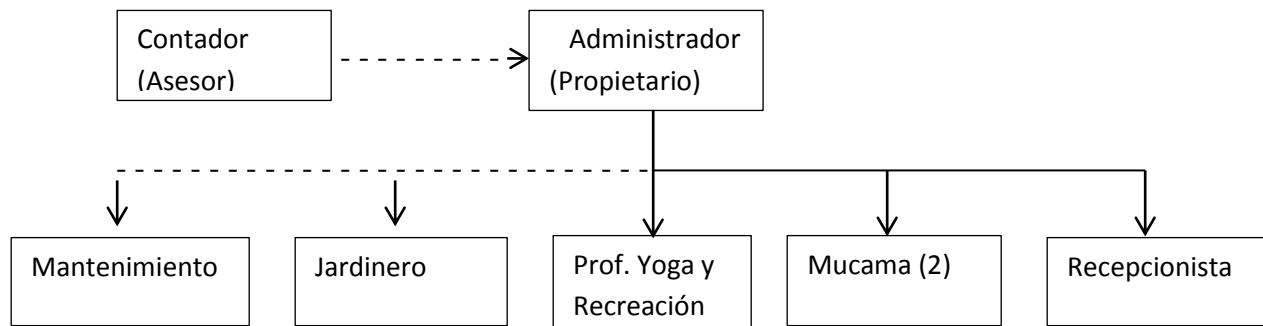 Contador
(Asesor)
Administrador
(Propietario)
Mantenimiento
Jardinero
Prof. Yoga y
Recreación
Mucama (2)
Recepcionista